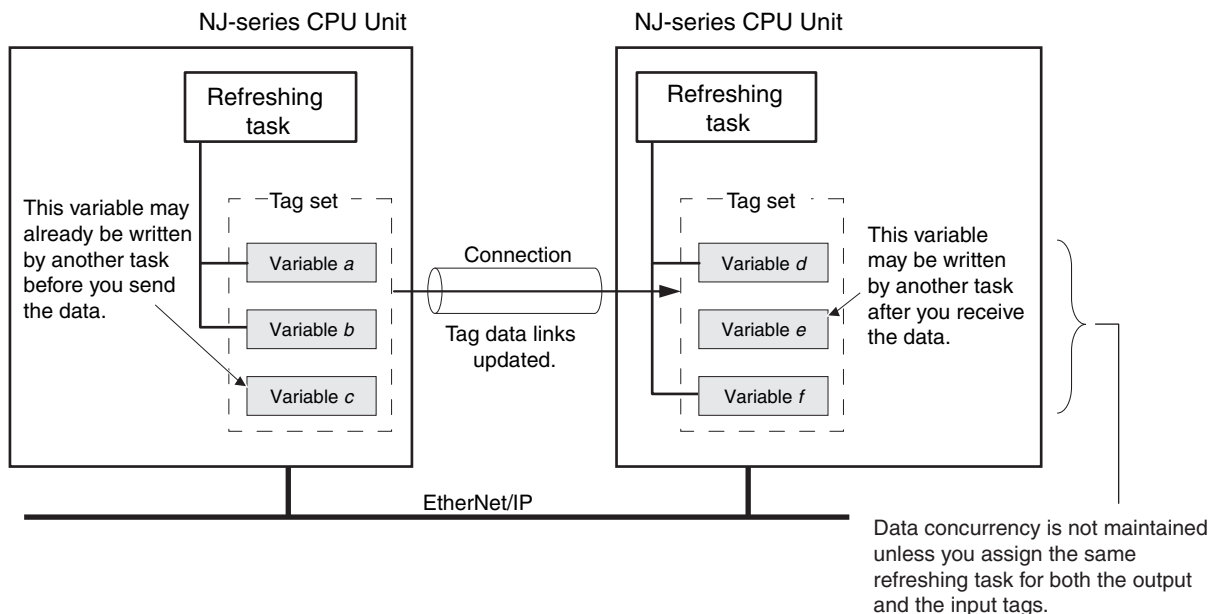 NJ-series CPU Unit
NJ-series CPU Unit
Refreshing
task
Refreshing
task
This variable may
already be written
by another task
before you send
the data.
Tag set
Variable a
Variable b
Variable c
Connection
Tag data links
updated.
Tag set
Variable d
Variable e
Variable f
This variable
may be written
by another task
after you receive
the data.
EtherNet/IP
Data concurrency is not maintained
unless you assign the same
refreshing task for both the output
and the input tags.